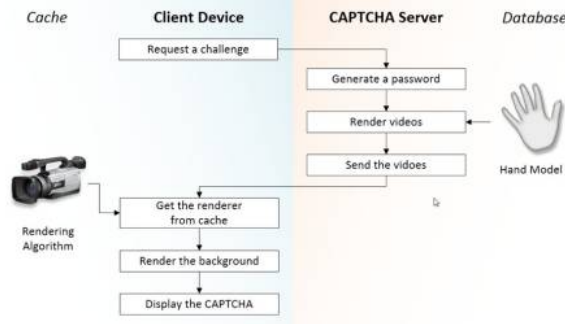 Cache
Client Device
CAPTCHA Server
Database
Request a challenge
Generate a password
Render videos
Send the vidoes
Hand Model
Get the renderer
from cache
Rendering
Algorithm
Render the background
Display the CAPTCHA